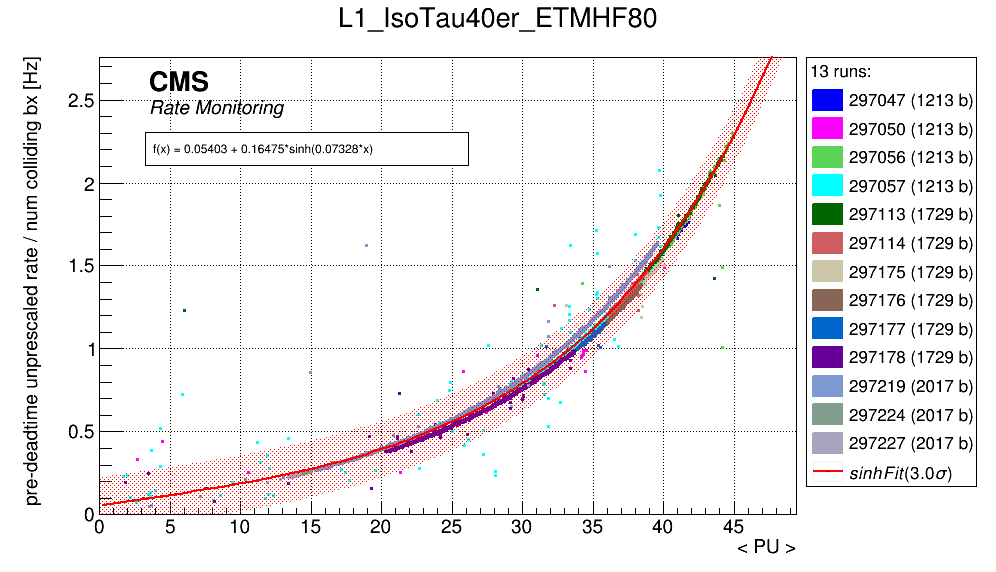 L1_IsoTau40er_ETMHF80
pre-deadtime unprescaled rate / num colliding bx [Hz]
CMS
Rate Monitoring
f(x) = 0.05403 + 0.16475*sinh(0.07328*x)
2.5
2
1.5
1
0.5
0
0 5 10 15 20 25 30 35 40 45
< PU >
13 runs:
297047 (1213 b)
297050 (1213 b)
297056 (1213 b)
297057 (1213 b)
297113 (1729 b)
297114 (1729 b)
297175 (1729 b)
297176 (1729 b)
297177 (1729 b)
297178 (1729 b)
297219 (2017 b)
297224 (2017 b)
297227 (2017 b)
sinhFit(3.0σ)